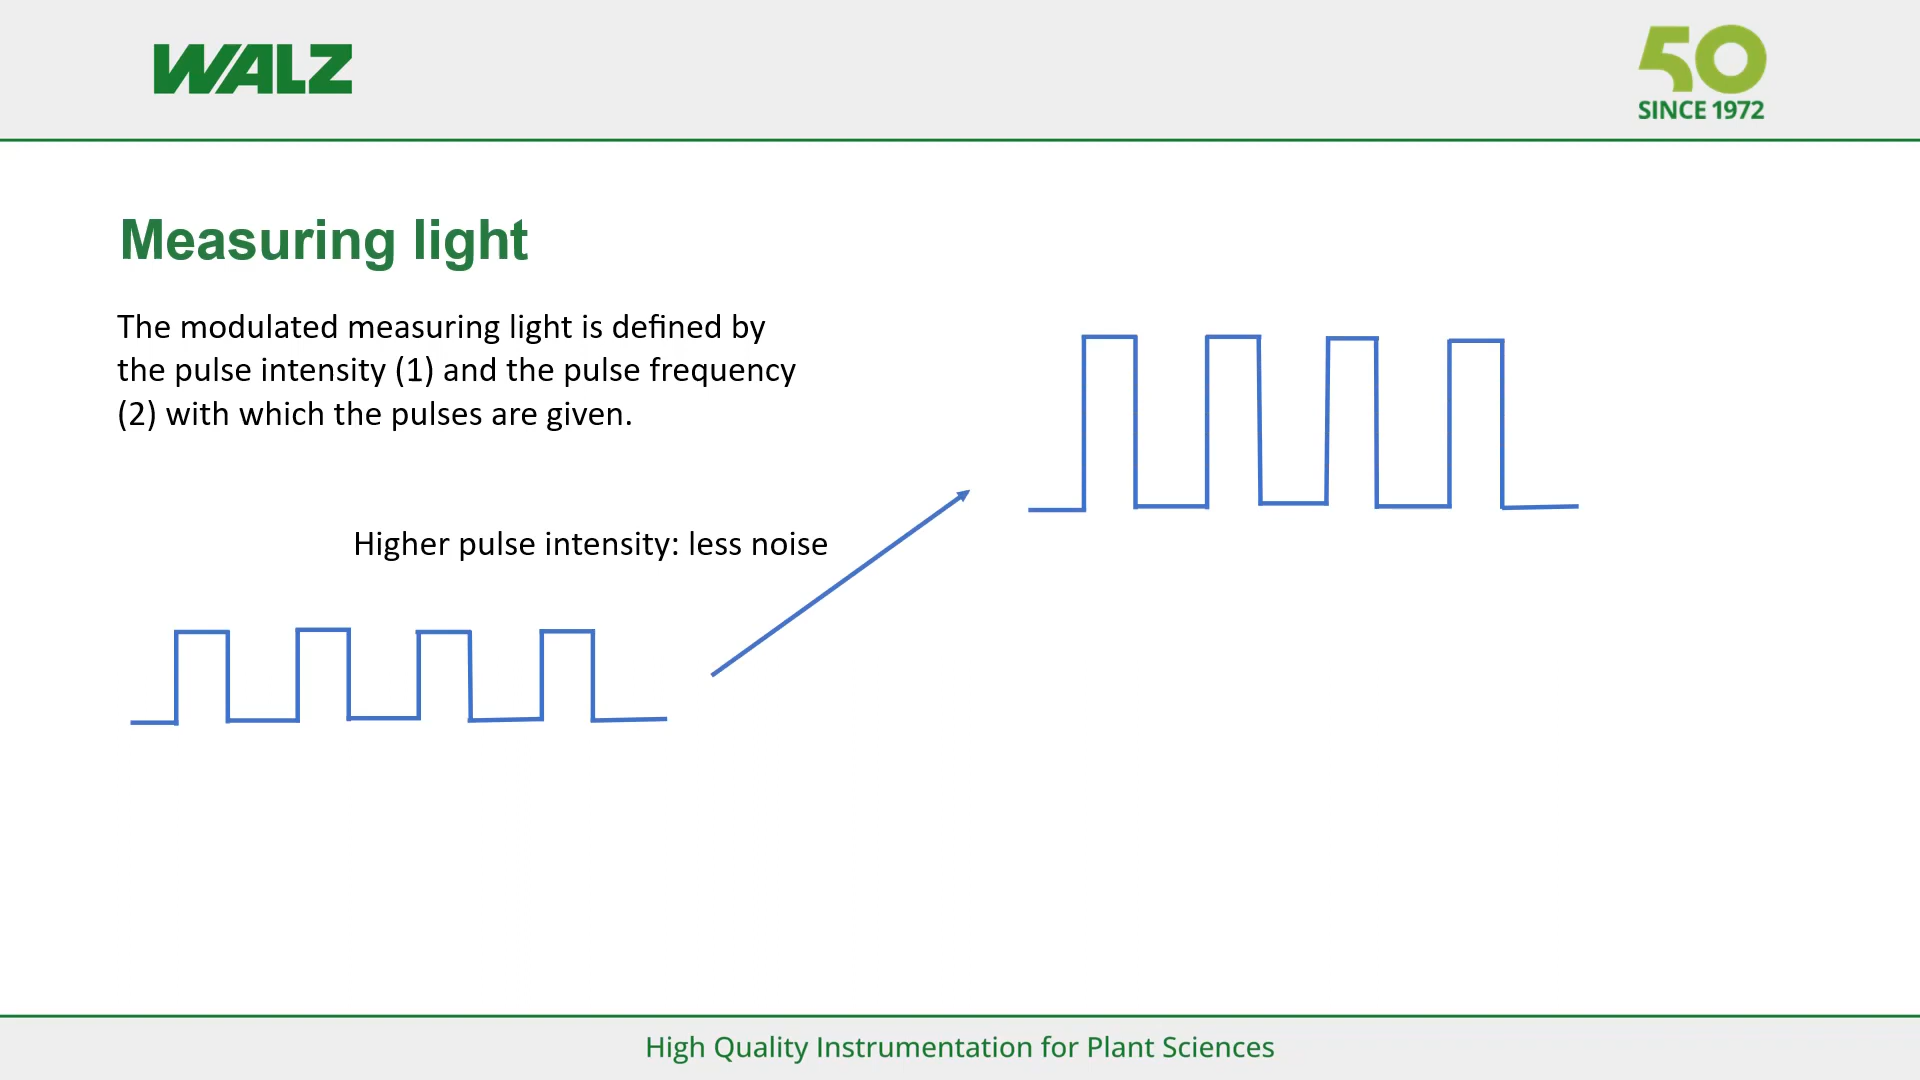 WALZ
50
SINCE 1972
Measuring light
The modulated measuring light is defined by
the pulse intensity (1) and the pulse frequency
(2) with which the pulses are given.
Higher pulse intensity: less noise
High Quality Instrumentation for Plant Sciences